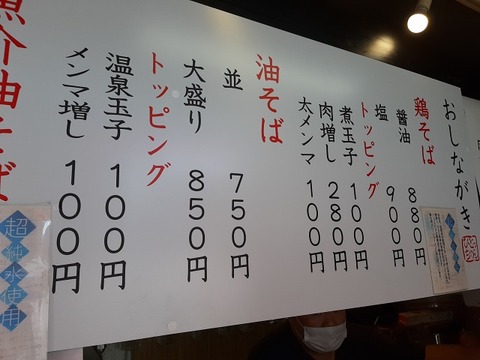 おしながき
鶏そば
醤油 880円
塩 900円
トッピング
煮玉子 100円
肉増し 280円
太メンマ 100円
油そば
並 750円
大盛り 850円
トッピング
温泉玉子 100円
メンマ増し 100円
魚介油そば
超純水使用